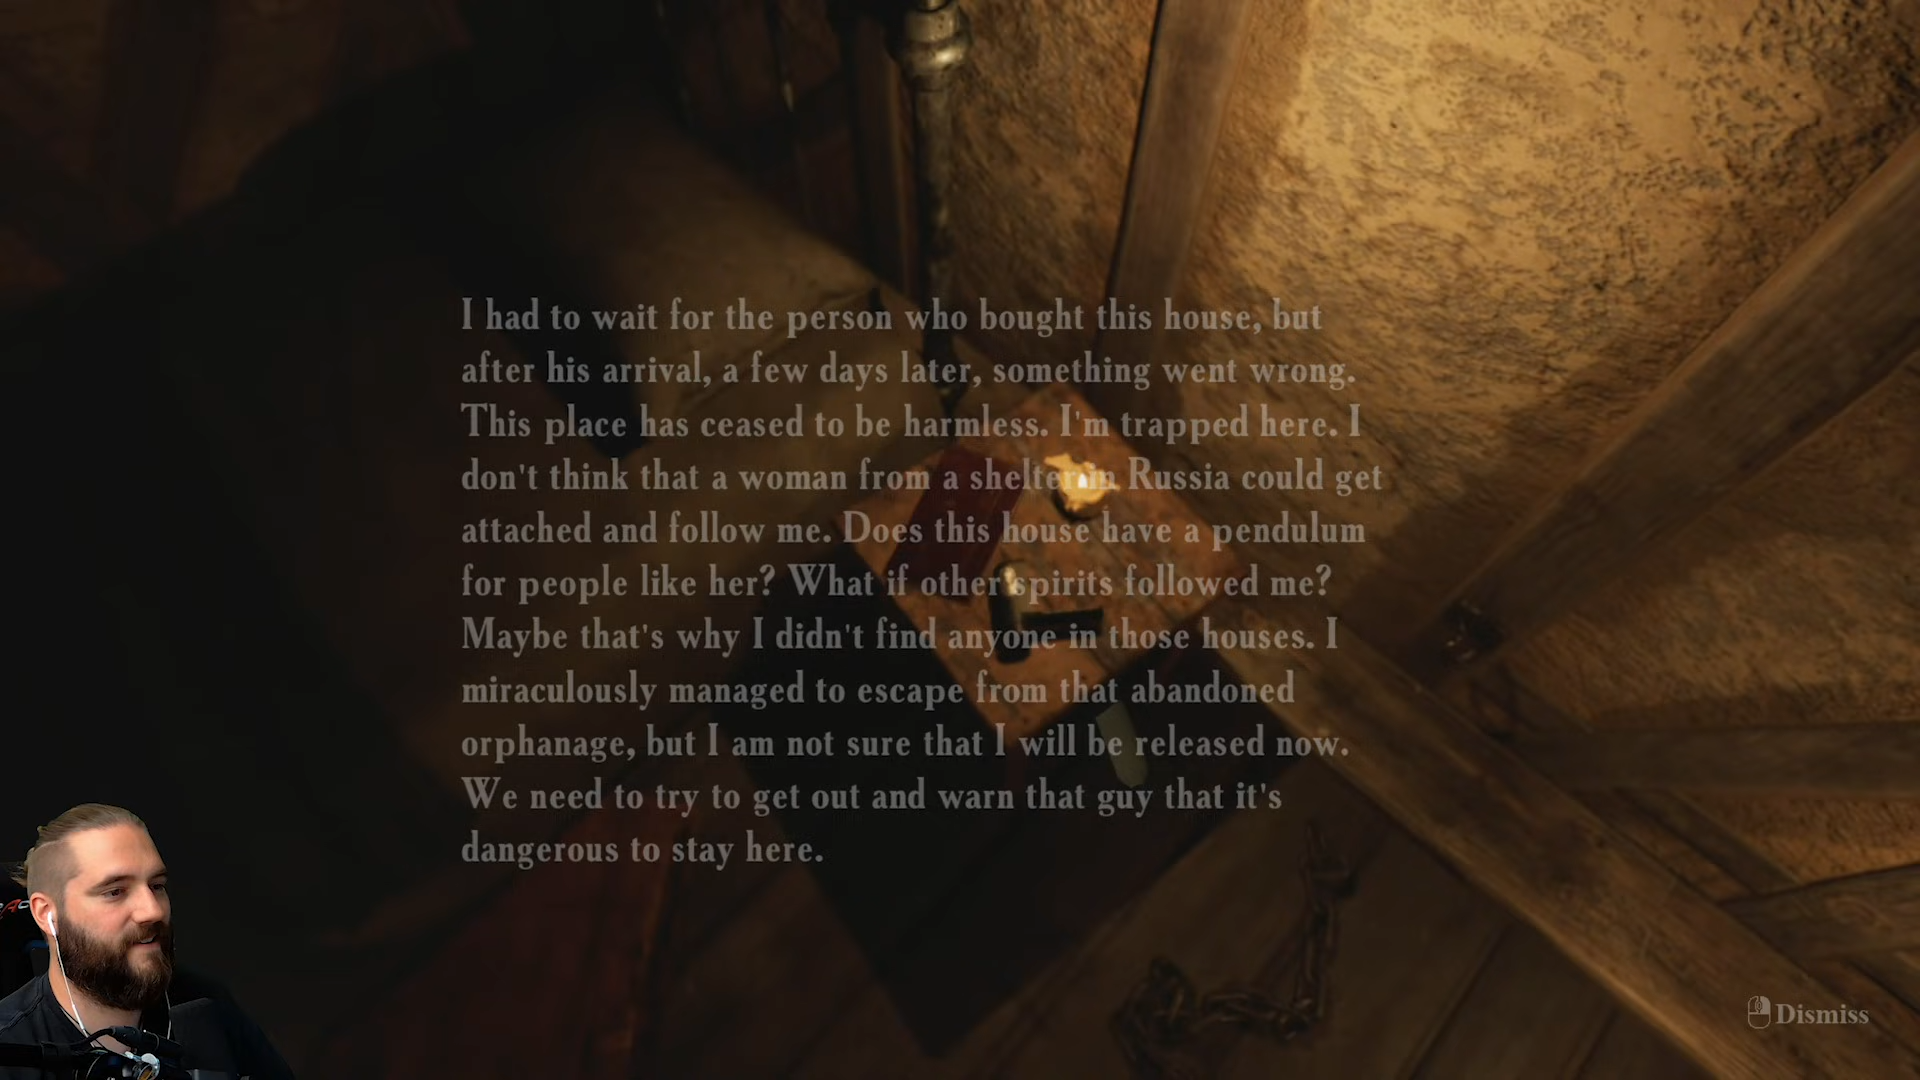 I had to wait for the person who bought this house, but
after his arrival, a few days later, something went wrong.
This place has ceased to be harmless. I'm trapped here. I
don't think that a woman from a shelter in Russia could get
attached and follow me. Does this house have a pendulum
for people like her? What if other spirits followed me?
Maybe that's why I didn't find anyone in those houses. I
miraculously managed to escape from that abandoned
orphanage, but I am not sure that I will be released now.
We need to try to get out and warn that guy that it's
dangerous to stay here.
Dismiss